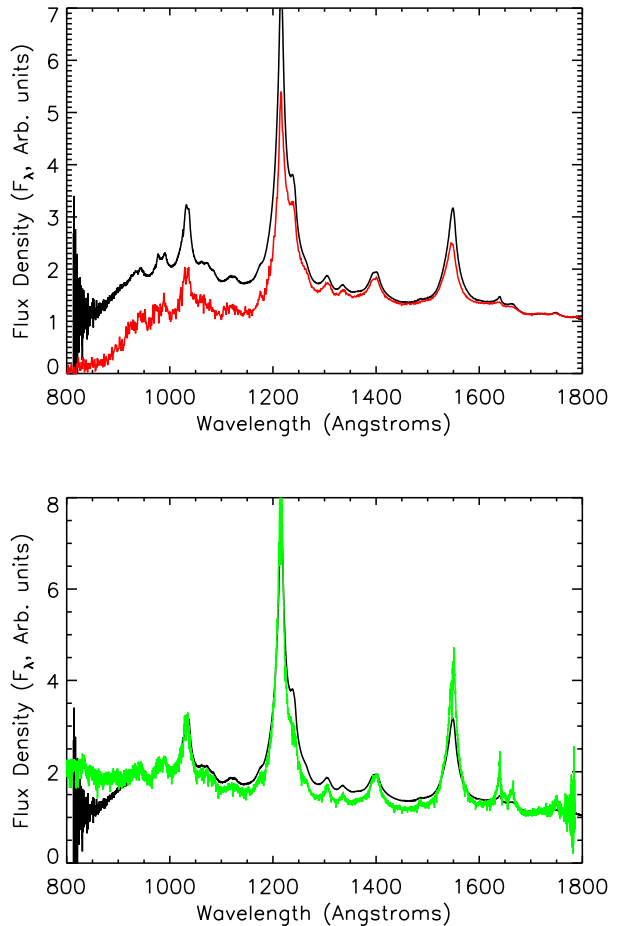 7
6
5
4
3
2
1
0
Flux Density (Fλ, Arb. units)
800 1000 1200 1400 1600 1800
Wavelength (Angstroms)
8
6
4
2
0
Flux Density (Fλ, Arb. units)
800 1000 1200 1400 1600 1800
Wavelength (Angstroms)